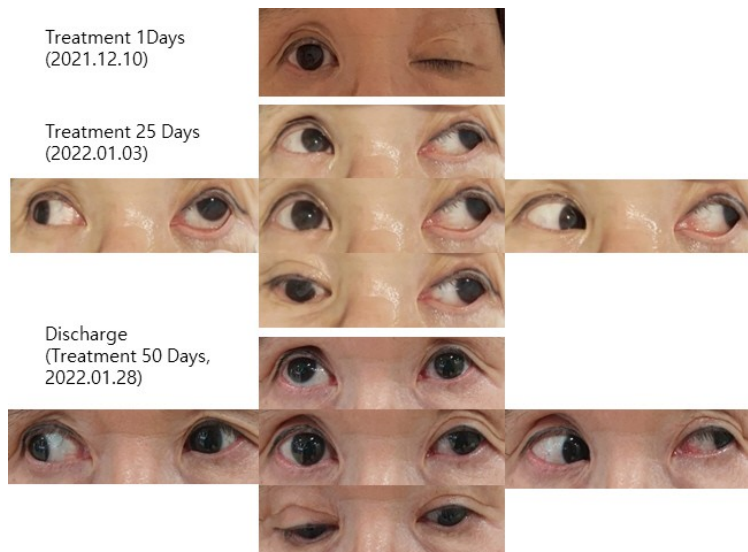 Treatment 1Days
(2021.12.10)
Treatment 25 Days
(2022.01.03)
Discharge
(Treatment 50 Days,
2022.01.28)